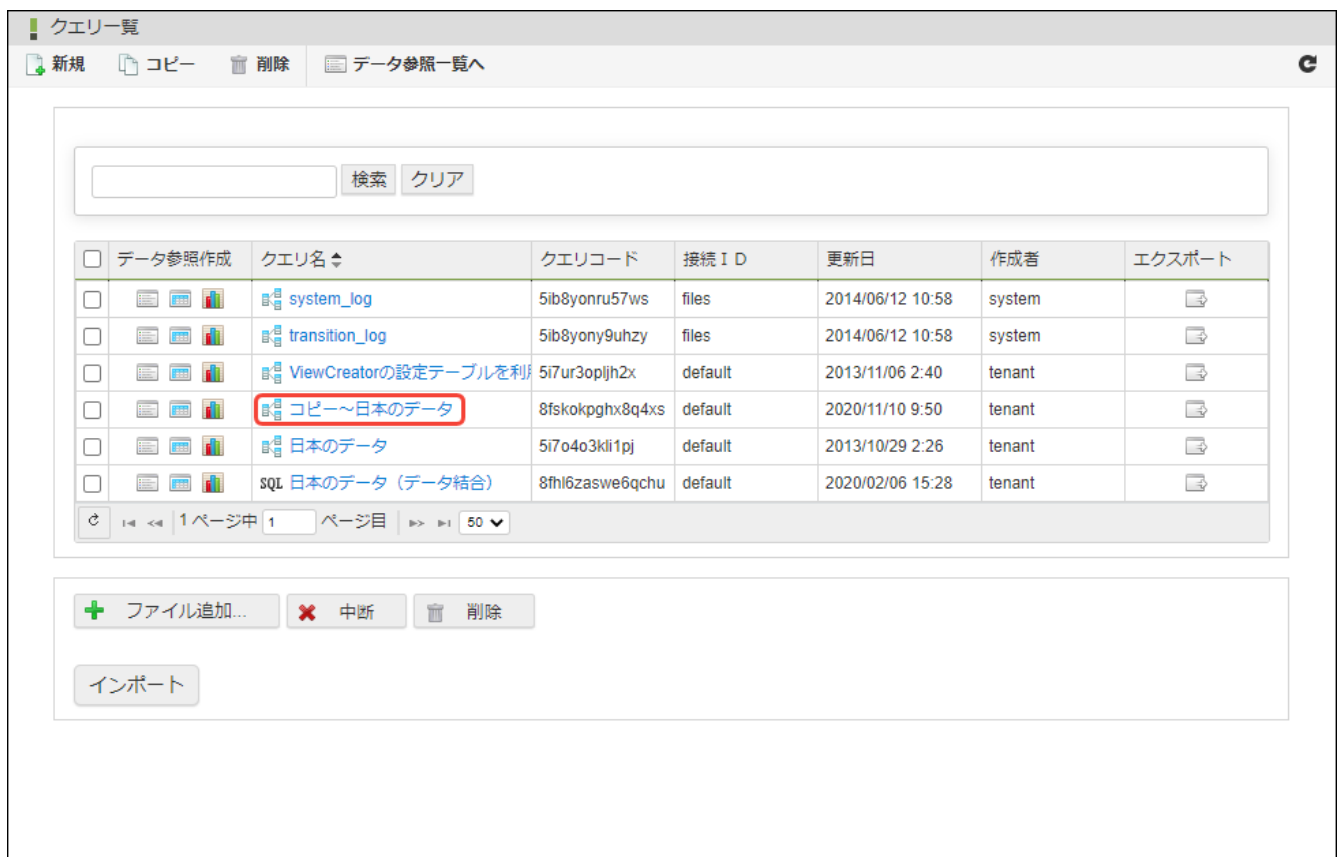 クエリー覧
新規 コピー 削除 データ参照一覧へ
検索 クリア
データ参照作成 クエリ名 クエリコード 接続ＩＤ 更新日 作成者 エクスポート
system_log 5ib8yonru57ws files 2014/06/12 10:58 system
transition_log 5ib8yony9uhzy files 2014/06/12 10:58 system
ViewCreatorの設定テーブルを利用 5i7ur3opljh2x default 2013/11/06 2:40 tenant
コピー～日本のデータ 8fskokpghx8q4xs default 2020/11/10 9:50 tenant
日本のデータ 5i7o4o3kli1pj default 2013/10/29 2:26 tenant
SQL 日本のデータ（データ結合） 8fhl6zaswe6qchu default 2020/02/06 15:28 tenant
1 ページ中 1 ページ目 50
ファイル追加... 中断 削除
インポート